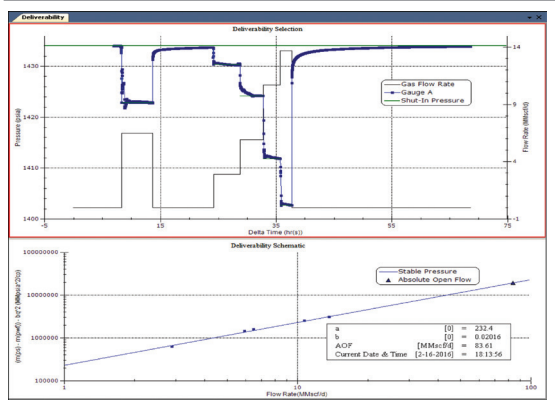 Deliverability
Deliverability Selection
Pressure (psia)
1430
1420
1410
1400
14
9
4
-1
Flow Rate (MMscf/d)
Gas Flow Rate
Gauge A
Shut-In Pressure
-5
15
35
55
75
Delta Time (hr(s))
Deliverability Schematic
100000000
10000000
1000000
100000
Stable Pressure
Absolute Open Flow
a [0] = 232.4
b [0] = 0.02016
AOF [MMscf/d] = 83.61
Current Date & Time [2-16-2016] = 18:13:56
1
10
100
Flow Rate(MMscf/d)